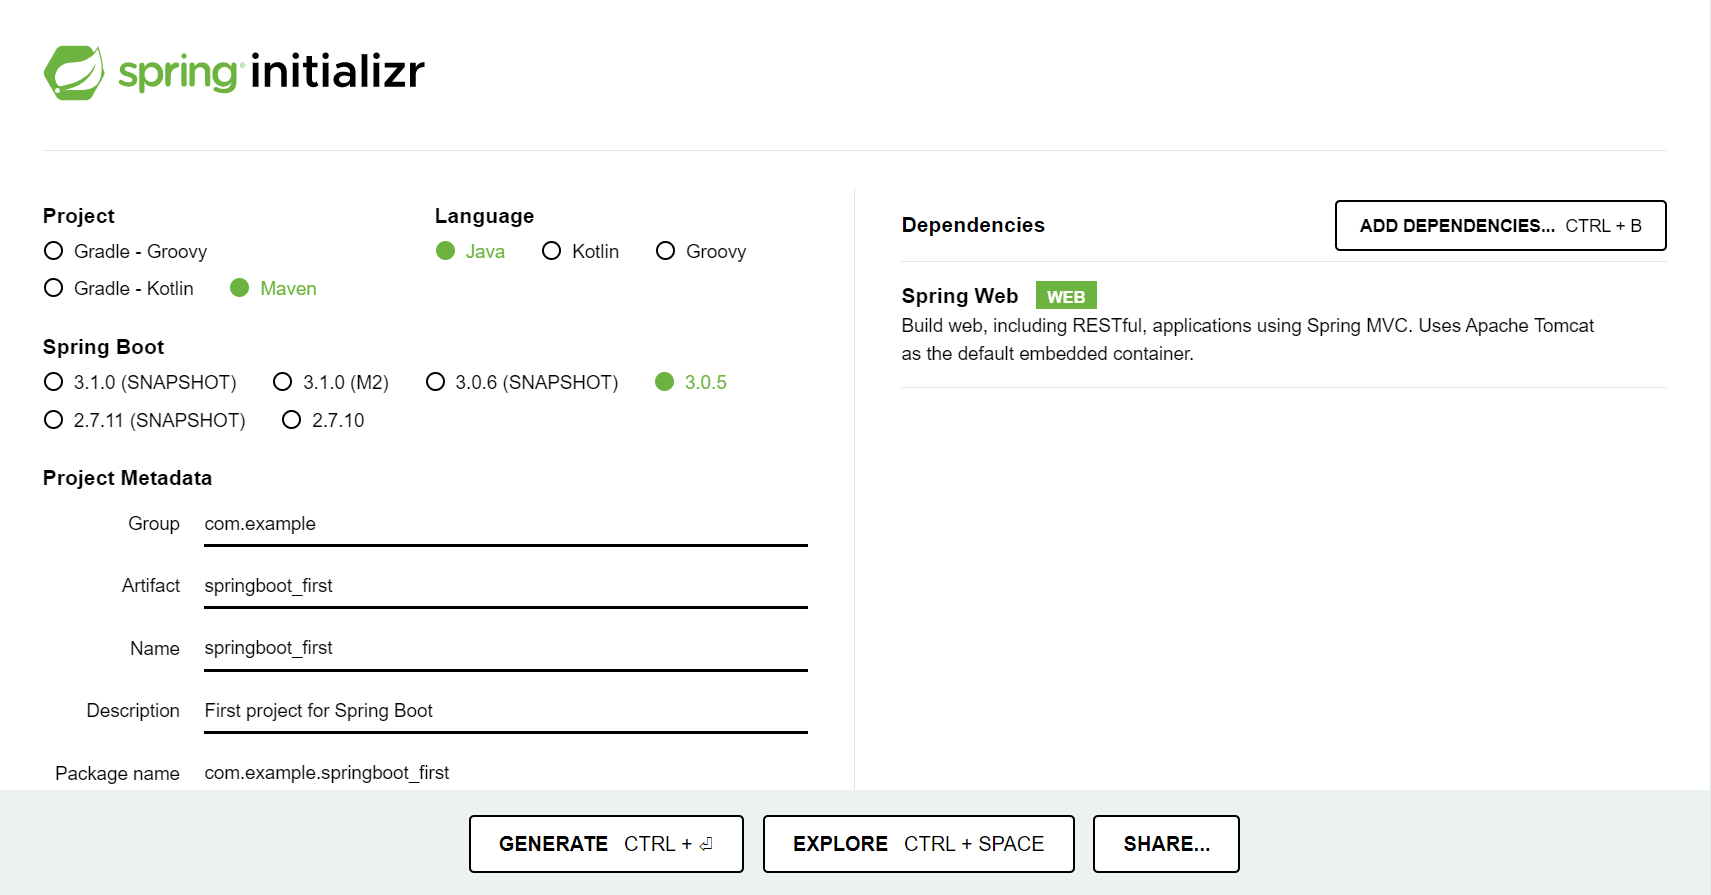 spring initializr
Project
Gradle - Groovy
Gradle - Kotlin Maven
Language
Java Kotlin Groovy
Spring Boot
3.1.0 (SNAPSHOT) 3.1.0 (M2) 3.0.6 (SNAPSHOT) 3.0.5
2.7.11 (SNAPSHOT) 2.7.10
Project Metadata
Group com.example
Artifact springboot_first
Name springboot_first
Description First project for Spring Boot
Package name com.example.springboot_first
Dependencies ADD DEPENDENCIES... CTRL + B
Spring Web WEB
Build web, including RESTful, applications using Spring MVC. Uses Apache Tomcat
as the default embedded container.
GENERATE CTRL + ⏎ EXPLORE CTRL + SPACE SHARE...